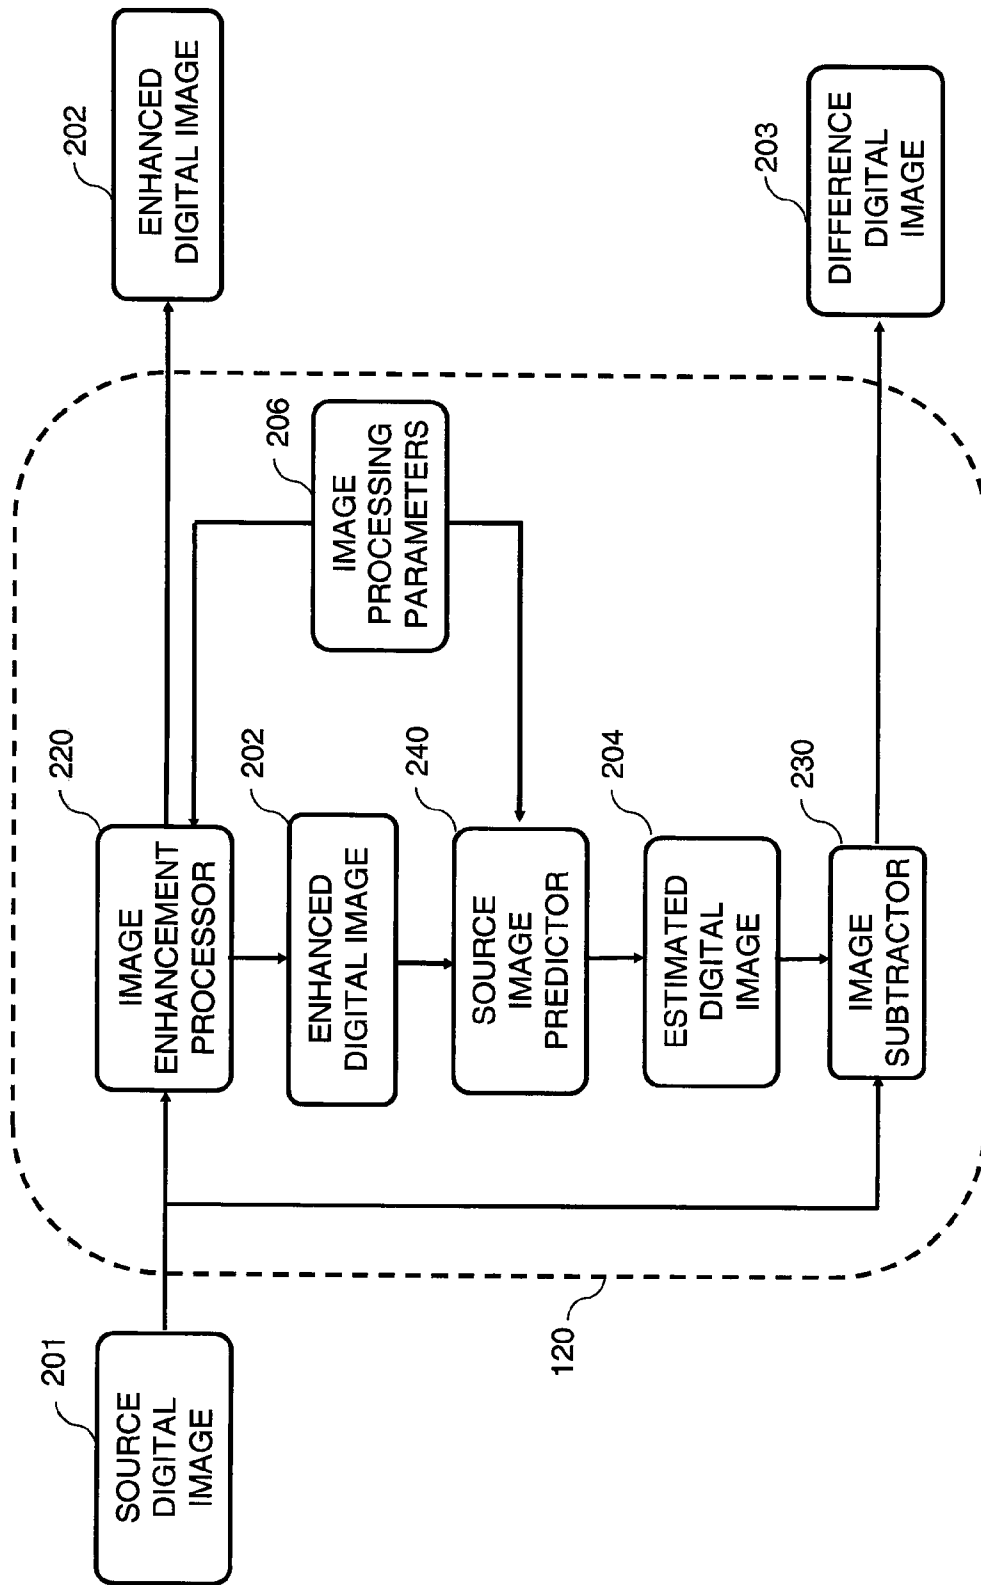 201
SOURCE
DIGITAL
IMAGE
120
220
IMAGE
ENHANCEMENT
PROCESSOR
202
ENHANCED
DIGITAL IMAGE
240
SOURCE
IMAGE
PREDICTOR
204
ESTIMATED
DIGITAL
IMAGE
230
IMAGE
SUBTRACTOR
206
IMAGE
PROCESSING
PARAMETERS
202
ENHANCED
DIGITAL IMAGE
203
DIFFERENCE
DIGITAL
IMAGE